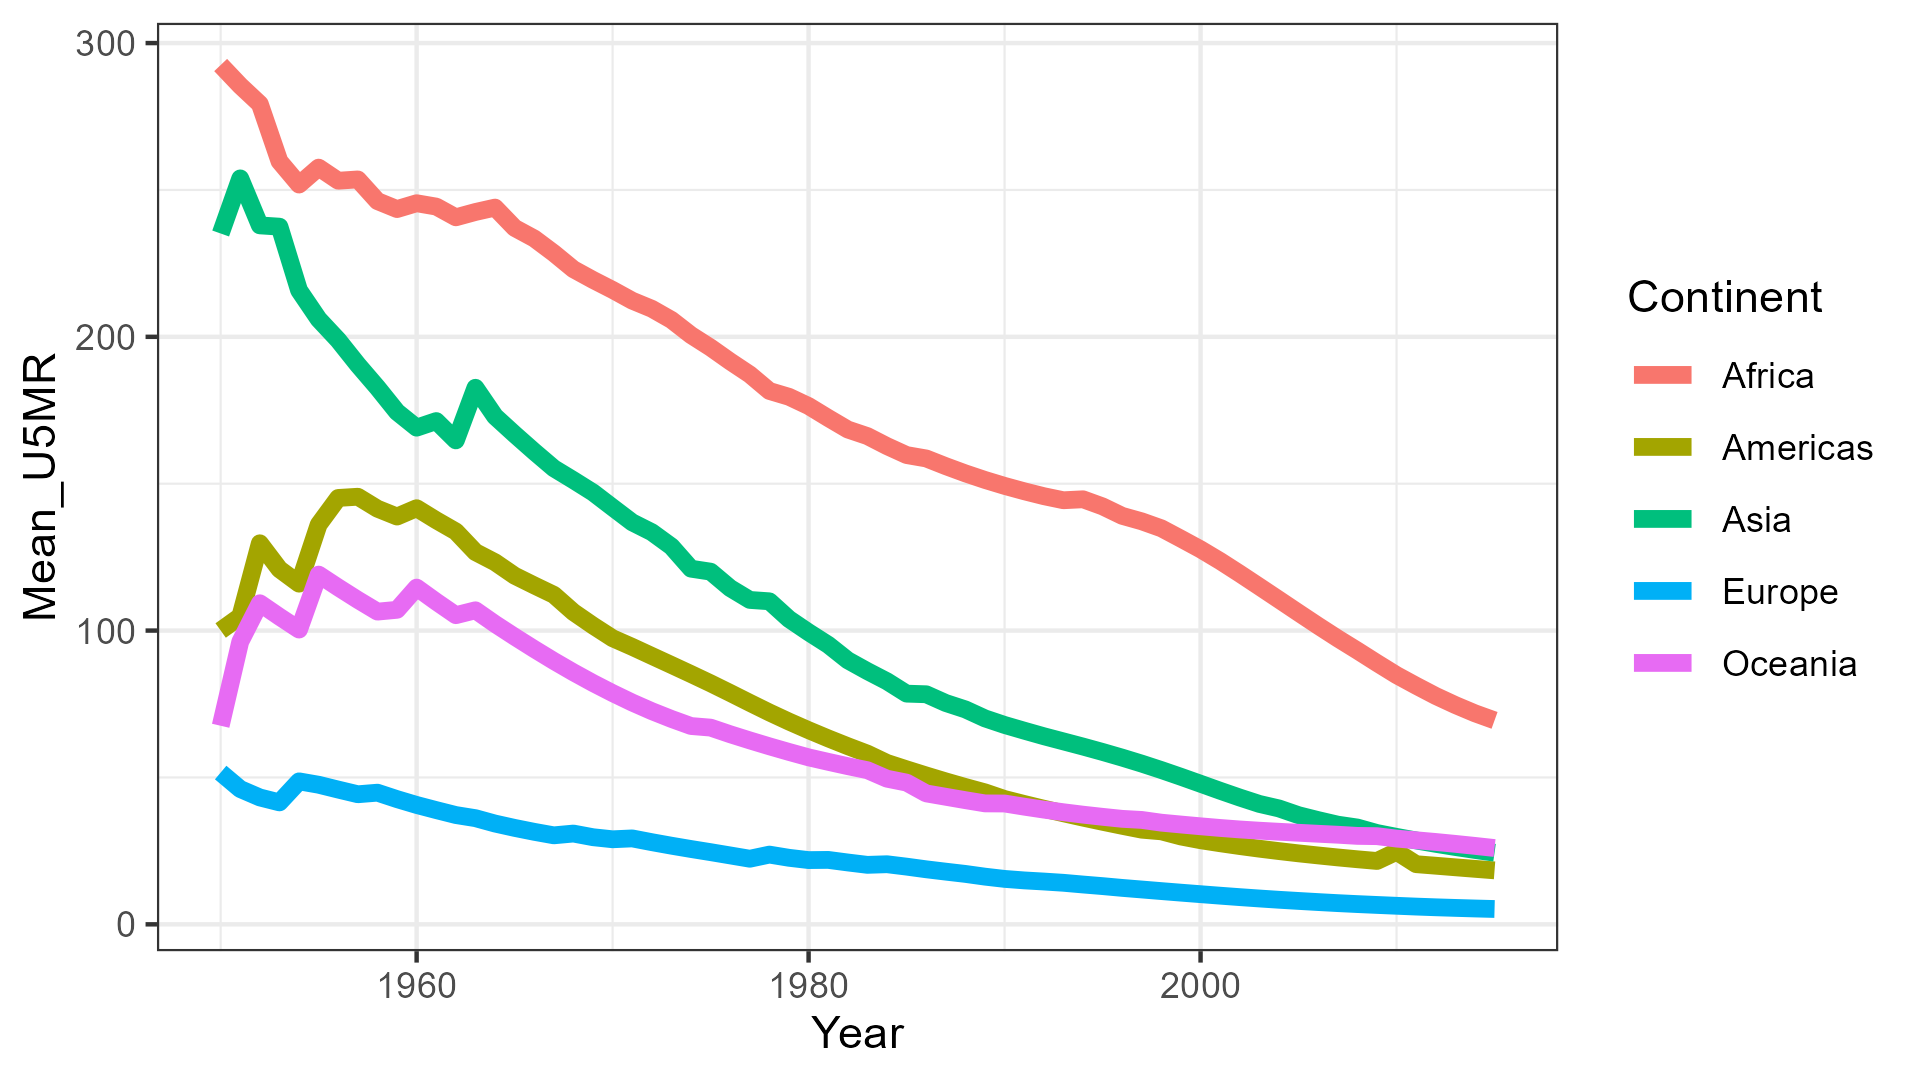 300
200
100
0
Mean_U5MR
1960
1980
2000
Year
Continent
Africa
Americas
Asia
Europe
Oceania